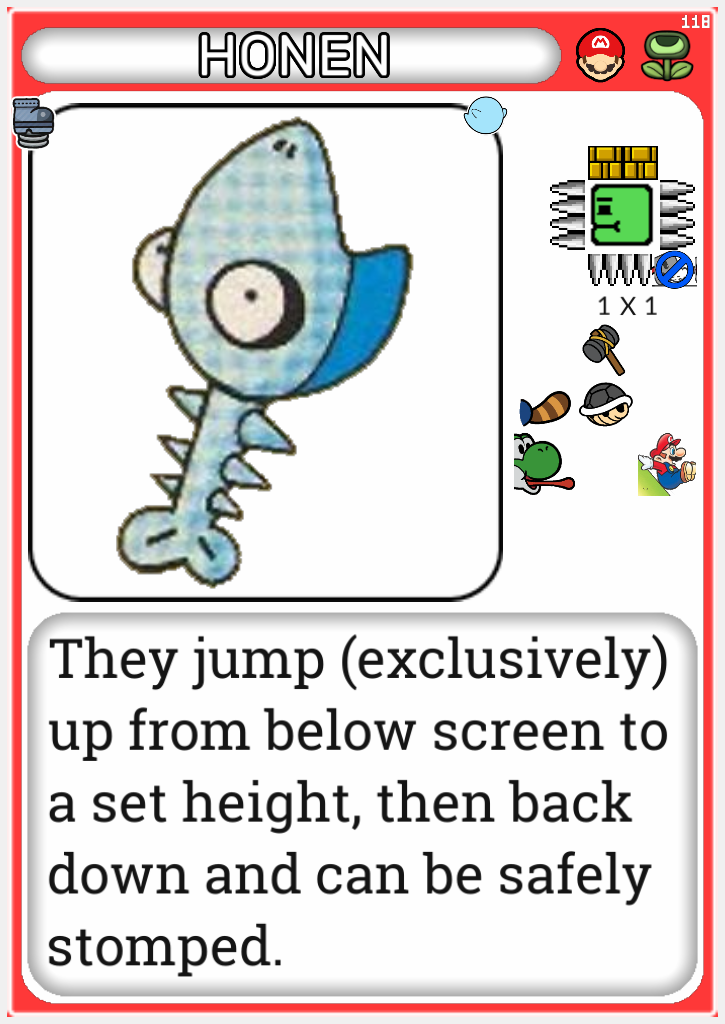 118
HONEN
1 X 1
They jump (exclusively)
up from below screen to
a set height, then back
down and can be safely
stomped.